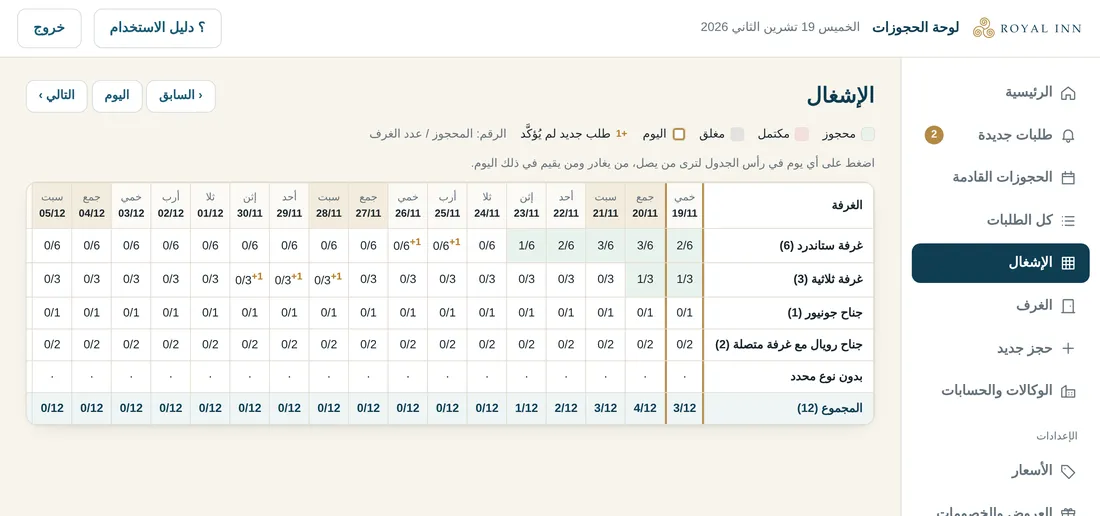 ROYAL INN
لوحة الحجوزات
الخميس 19 تشرين الثاني 2026
؟ دليل الاستخدام
خروج
الرئيسية
طلبات جديدة 2
الحجوزات القادمة
كل الطلبات
الإشغال
الغرف
حجز جديد
الوكالات والحسابات
الإعدادات
الأسعار
العروض والخصومات
الإشغال
‹ السابق
اليوم
التالي ›
محجوز مكتمل مغلق اليوم +1 طلب جديد لم يُؤكَّد الرقم: المحجوز / عدد الغرف
اضغط على أي يوم في رأس الجدول لترى من يصل، من يغادر ومن يقيم في ذلك اليوم.
الغرفة خمي 19/11 جمع 20/11 سبت 21/11 أحد 22/11 إثن 23/11 ثلا 24/11 أرب 25/11 خمي 26/11 جمع 27/11 سبت 28/11 أحد 29/11 إثن 30/11 ثلا 01/12 أرب 02/12 خمي 03/12 جمع 04/12 سبت 05/12
غرفة ستاندرد (6) 2/6 3/6 3/6 2/6 1/6 0/6 0/6+1 0/6+1 0/6 0/6 0/6 0/6 0/6 0/6 0/6 0/6 0/6
غرفة ثلاثية (3) 1/3 1/3 0/3 0/3 0/3 0/3 0/3 0/3 0/3 0/3+1 0/3+1 0/3+1 0/3 0/3 0/3 0/3 0/3
جناح جونيور (1) 0/1 0/1 0/1 0/1 0/1 0/1 0/1 0/1 0/1 0/1 0/1 0/1 0/1 0/1 0/1 0/1 0/1
جناح رويال مع غرفة متصلة (2) 0/2 0/2 0/2 0/2 0/2 0/2 0/2 0/2 0/2 0/2 0/2 0/2 0/2 0/2 0/2 0/2 0/2
بدون نوع محدد · · · · · · · · · · · · · · · · ·
المجموع (12) 3/12 4/12 3/12 2/12 1/12 0/12 0/12 0/12 0/12 0/12 0/12 0/12 0/12 0/12 0/12 0/12 0/12